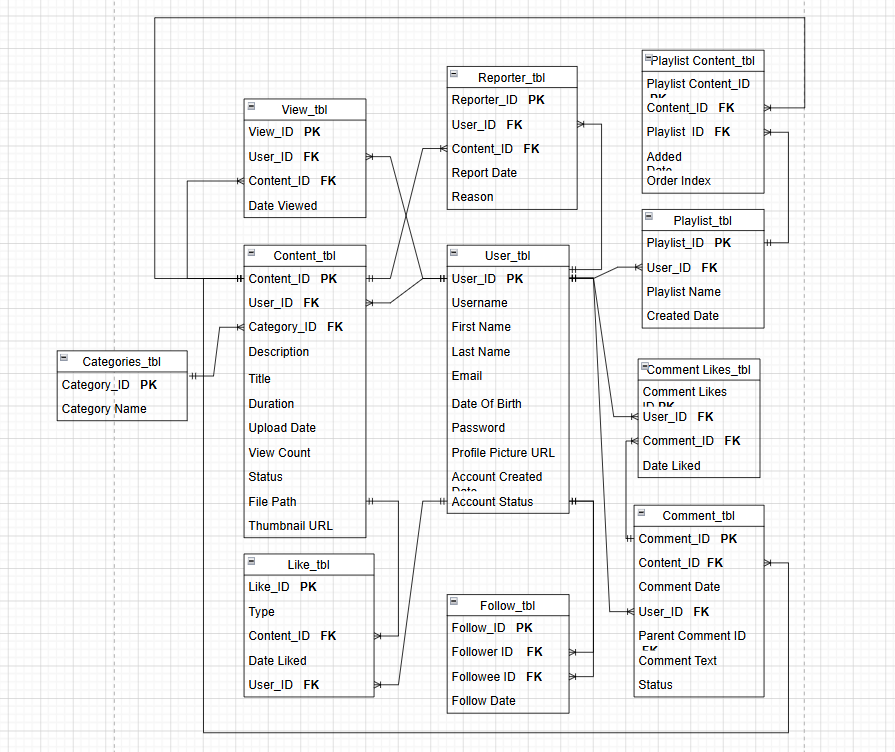 View_tbl
View_ID PK
User_ID FK
Content_ID FK
Date Viewed
Reporter_tbl
Reporter_ID PK
User_ID FK
Content_ID FK
Report Date
Reason
Playlist Content_tbl
Playlist Content_ID
PK
Content_ID FK
Playlist ID FK
Added
Date
Order Index
Playlist_tbl
Playlist_ID PK
User_ID FK
Playlist Name
Created Date
Content_tbl
Content_ID PK
User_ID FK
Category_ID FK
Description
Title
Duration
Upload Date
View Count
Status
File Path
Thumbnail URL
User_tbl
User_ID PK
Username
First Name
Last Name
Email
Date Of Birth
Password
Profile Picture URL
Account Created
Date
Account Status
Categories_tbl
Category_ID PK
Category Name
Comment Likes_tbl
Comment Likes
ID PK
User_ID FK
Comment_ID FK
Date Liked
Like_tbl
Like_ID PK
Type
Content_ID FK
Date Liked
User_ID FK
Follow_tbl
Follow_ID PK
Follower ID FK
Followee ID FK
Follow Date
Comment_tbl
Comment_ID PK
Content_ID FK
Comment Date
User_ID FK
Parent Comment ID
FK
Comment Text
Status